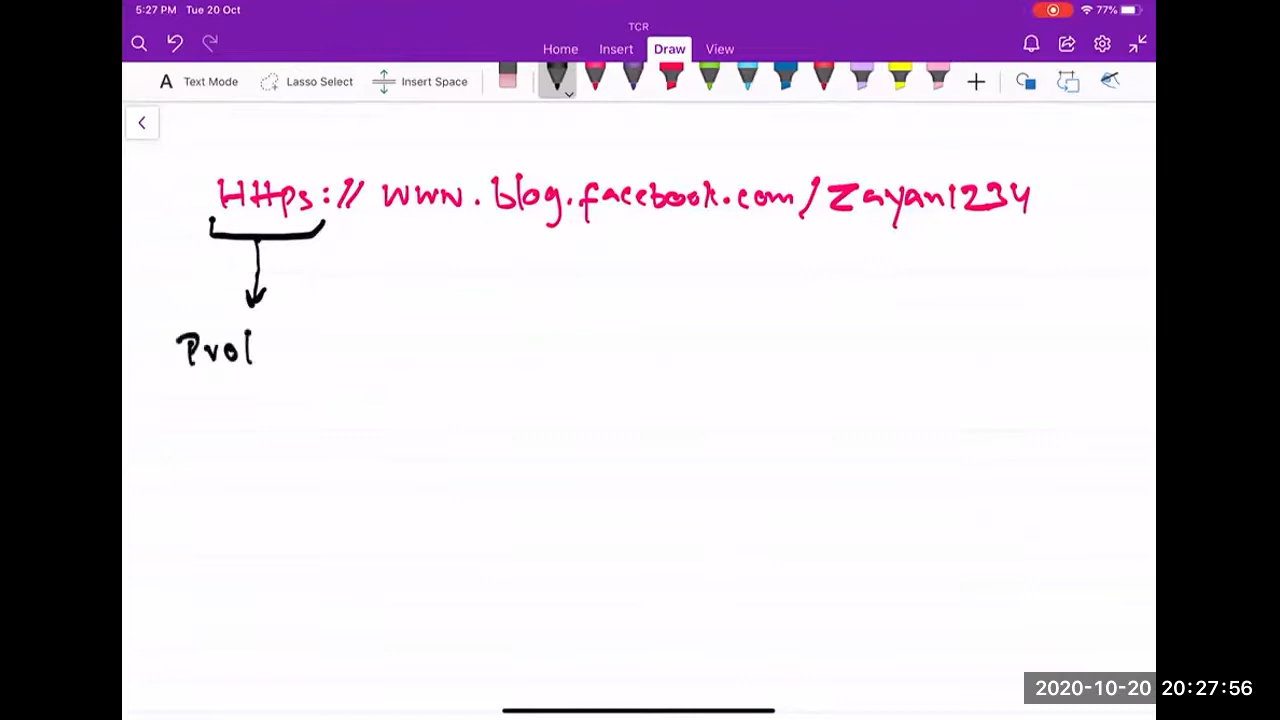 5:27 PM Tue 20 Oct
77%
TCR
Home Insert Draw View
A Text Mode Lasso Select Insert Space
Https:// www.blog.facebook.com/Zayan1234
Prol
2020-10-20 20:27:56